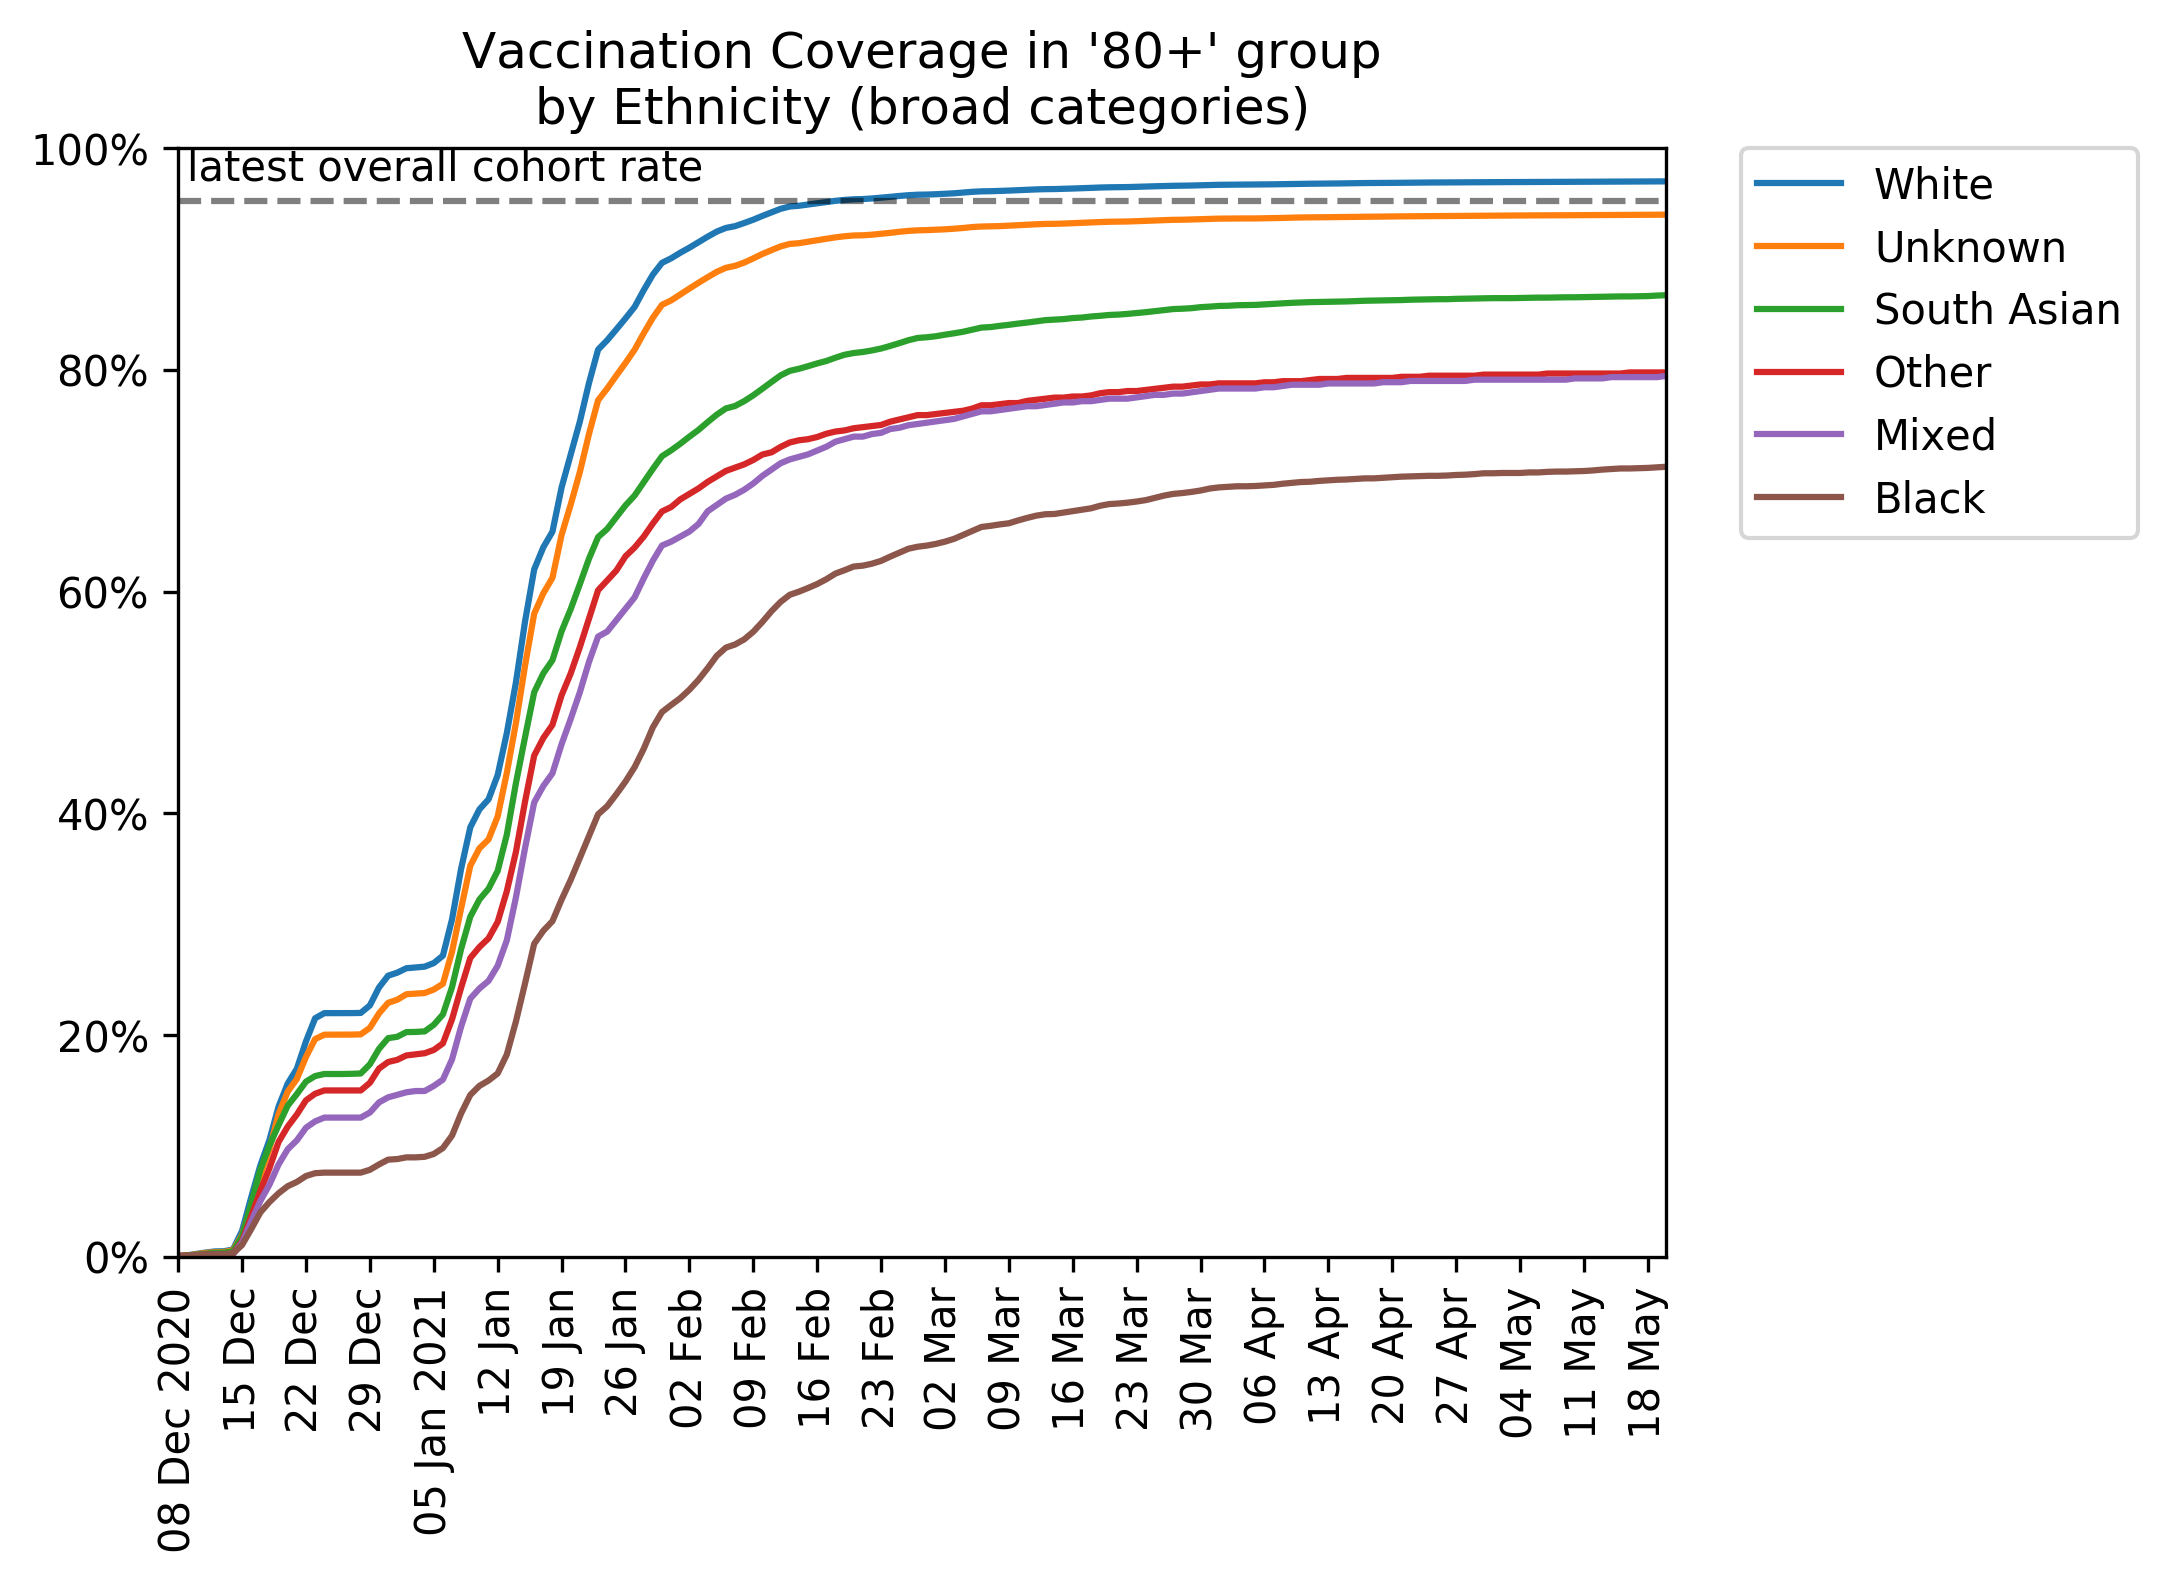 Vaccination Coverage in '80+' group
by Ethnicity (broad categories)
100%
80%
60%
40%
20%
0%
latest overall cohort rate
08 Dec 2020
15 Dec
22 Dec
29 Dec
05 Jan 2021
12 Jan
19 Jan
26 Jan
02 Feb
09 Feb
16 Feb
23 Feb
02 Mar
09 Mar
16 Mar
23 Mar
30 Mar
06 Apr
13 Apr
20 Apr
27 Apr
04 May
11 May
18 May
White
Unknown
South Asian
Other
Mixed
Black